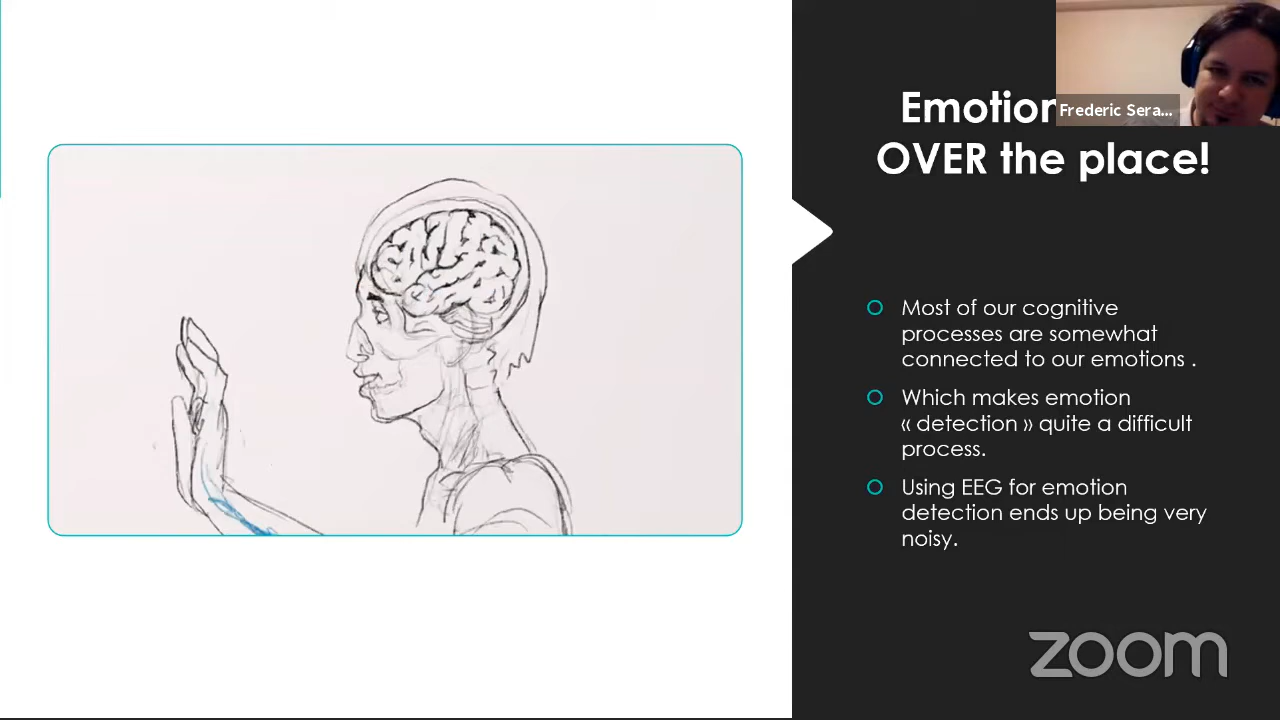 Emotion
OVER the place!
Frederic Sera...
Most of our cognitive
processes are somewhat
connected to our emotions .
Which makes emotion
« detection » quite a difficult
process.
Using EEG for emotion
detection ends up being very
noisy.
zoom